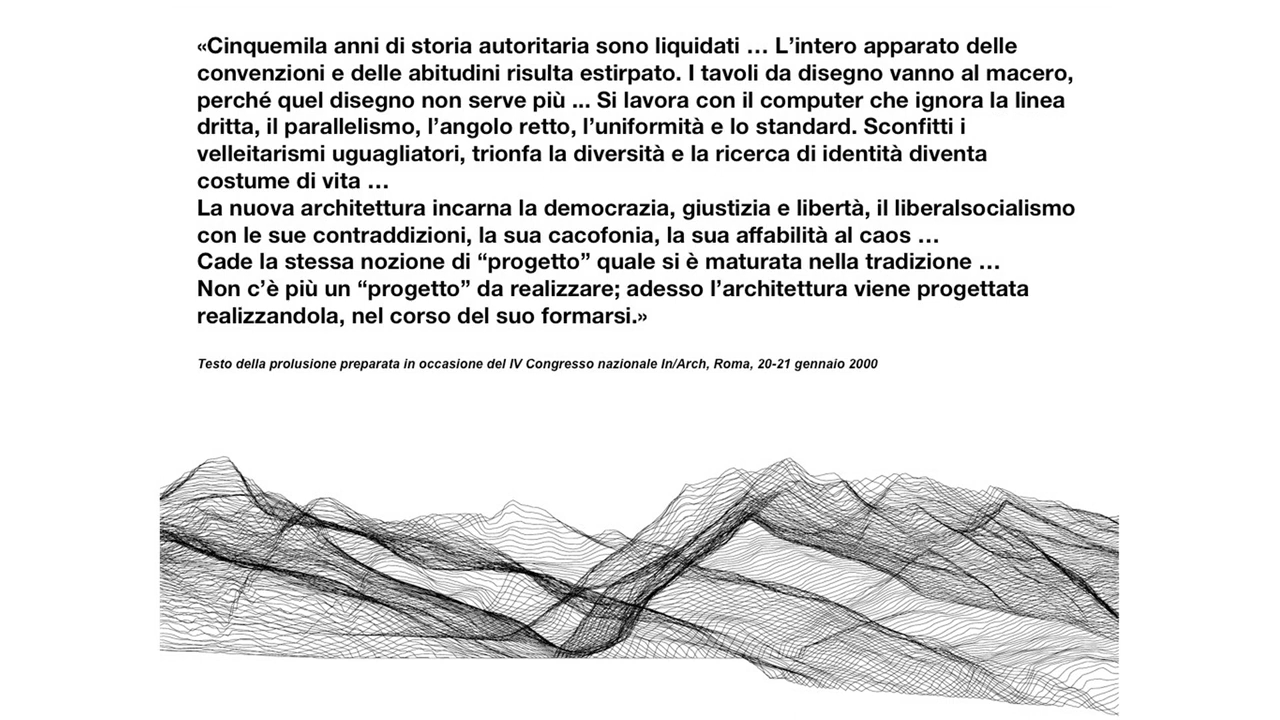 «Cinquemila anni di storia autoritaria sono liquidati … L’intero apparato delle
convenzioni e delle abitudini risulta estirpato. I tavoli da disegno vanno al macero,
perché quel disegno non serve più ... Si lavora con il computer che ignora la linea
dritta, il parallelismo, l’angolo retto, l’uniformità e lo standard. Sconfitti i
velleitarismi uguagliatori, trionfa la diversità e la ricerca di identità diventa
costume di vita …
La nuova architettura incarna la democrazia, giustizia e libertà, il liberalsocialismo
con le sue contraddizioni, la sua cacofonia, la sua affabilità al caos …
Cade la stessa nozione di “progetto” quale si è maturata nella tradizione …
Non c’è più un “progetto” da realizzare; adesso l’architettura viene progettata
realizzandola, nel corso del suo formarsi.»
Testo della prolusione preparata in occasione del IV Congresso nazionale In/Arch, Roma, 20-21 gennaio 2000